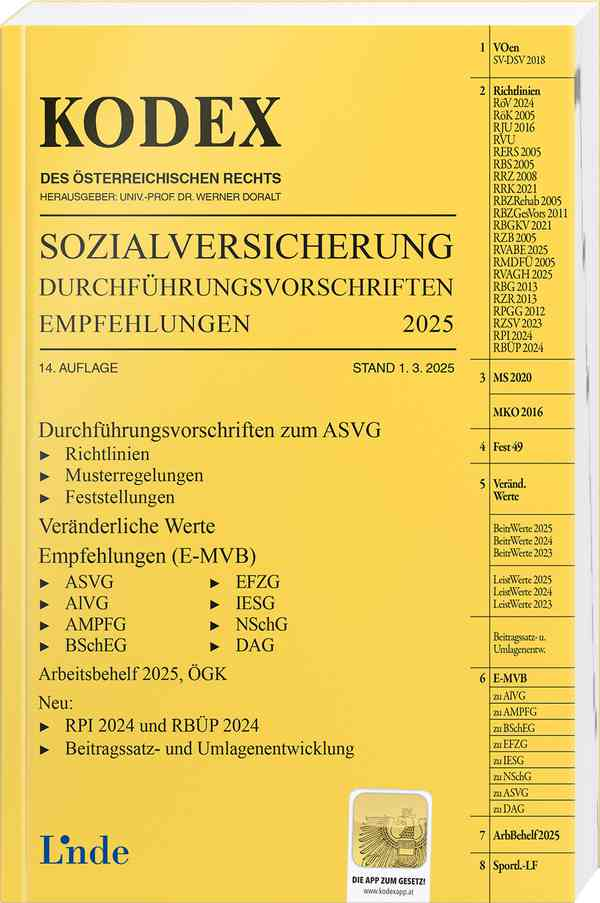 KODEX
DES ÖSTERREICHISCHEN RECHTS
HERAUSGEBER: UNIV.-PROF. DR. WERNER DORALT
SOZIALVERSICHERUNG
DURCHFÜHRUNGSVORSCHRIFTEN
EMPFEHLUNGEN 2025
14. AUFLAGE STAND 1. 3. 2025
Durchführungsvorschriften zum ASVG
► Richtlinien
► Musterregelungen
► Feststellungen
Veränderliche Werte
Empfehlungen (E-MVB)
► ASVG ► EFZG
► AlVG ► IESG
► AMPFG ► NSchG
► BSchEG ► DAG
Arbeitsbehelf 2025, ÖGK
Neu:
► RPI 2024 und RBÜP 2024
► Beitragssatz- und Umlagenentwicklung
Linde
DIE APP ZUM GESETZ!
www.kodexapp.at
1 VOen
SV-DSV 2018
2 Richtlinien
RöV 2024
RöK 2005
RJU 2016
RVU
RERS 2005
RBS 2005
RRZ 2008
RRK 2021
RBZRehab 2005
RBZGesVors 2011
RBGKV 2021
RZB 2005
RVABE 2025
RMDFÜ 2005
RVAGH 2025
RBG 2013
RZR 2013
RPGG 2012
RZSV 2023
RPI 2024
RBÜP 2024
3 MS 2020
MKO 2016
4 Fest 49
5 Veränd.
Werte
BeitrWerte 2025
BeitrWerte 2024
BeitrWerte 2023
LeistWerte 2025
LeistWerte 2024
LeistWerte 2023
Beitragssatz- u.
Umlagenentw.
6 E-MVB
zu AlVG
zu AMPFG
zu BSchEG
zu EFZG
zu IESG
zu NSchG
zu ASVG
zu DAG
7 ArbBehelf 2025
8 Sportl.-LF